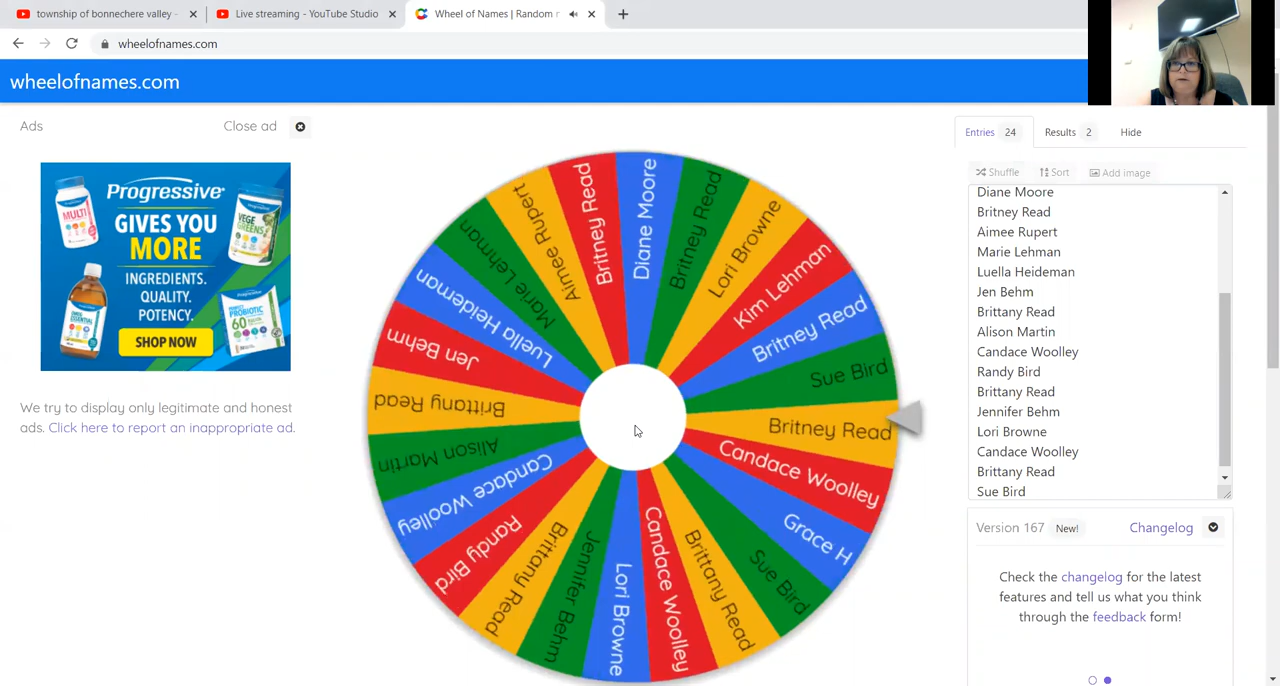 township of bonnechere valley -
Live streaming - YouTube Studio
Wheel of Names | Random n
wheelofnames.com
wheelofnames.com
Ads
Close ad
Progressive
GIVES YOU
MORE
INGREDIENTS.
QUALITY.
POTENCY.
SHOP NOW
MULTI
VEGE
GREENS
60
We try to display only legitimate and honest
ads. Click here to report an inappropriate ad.
Diane Moore
Britney Read
Lori Browne
Kim Lehman
Britney Read
Sue Bird
Britney Read
Candace Woolley
Grace H
Sue Bird
Brittany Read
Candace Woolley
Lori Browne
Jennifer Behm
Brittany Read
Randy Bird
Candace Woolley
Alison Martin
Brittany Read
Jen Behm
Luella Heideman
Marie Lehman
Aimee Rupert
Britney Read
Entries 24
Results 2
Hide
Shuffle
Sort
Add image
Diane Moore
Britney Read
Aimee Rupert
Marie Lehman
Luella Heideman
Jen Behm
Brittany Read
Alison Martin
Candace Woolley
Randy Bird
Brittany Read
Jennifer Behm
Lori Browne
Candace Woolley
Brittany Read
Sue Bird
Version 167 New!
Changelog
Check the changelog for the latest
features and tell us what you think
through the feedback form!